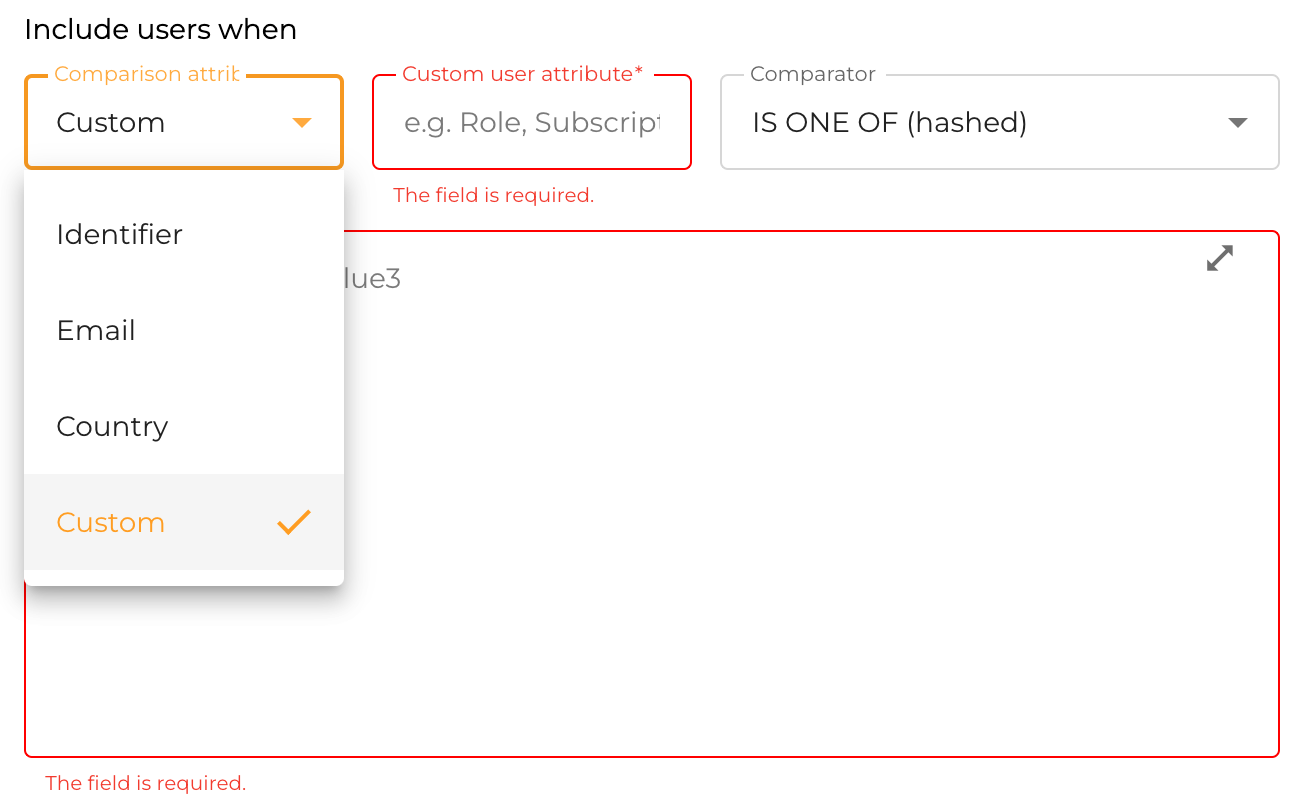 Include users when
Comparison attrib
Custom user attribute*
Comparator
Custom
e.g. Role, Subscript
IS ONE OF (hashed)
The field is required.
Identifier
lue3
Email
Country
Custom
The field is required.